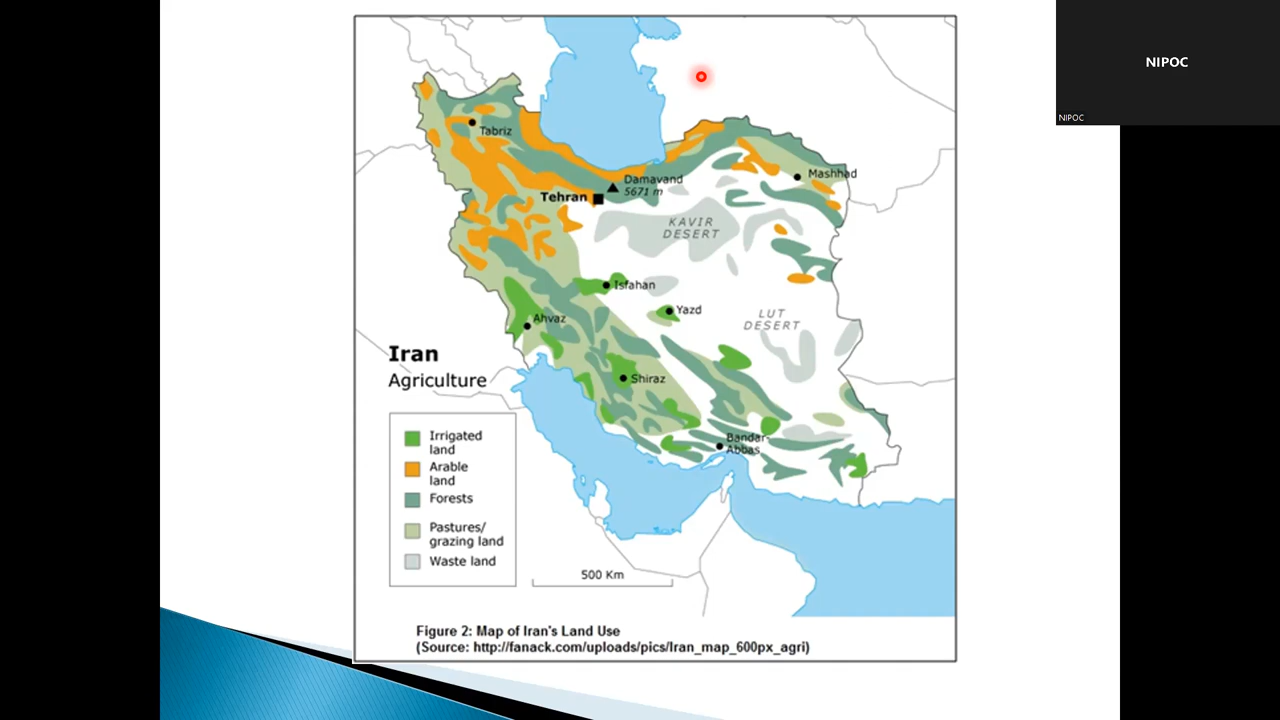 NIPOC
NIPOC
Tabriz
Damavand
5671 m
Tehran
Mashhad
KAVIR
DESERT
Isfahan
Yazd
LUT
DESERT
Ahvaz
Iran
Agriculture
Shiraz
Bandar-
Abbas
Irrigated
land
Arable
land
Forests
Pastures/
grazing land
Waste land
500 Km
Figure 2: Map of Iran's Land Use
(Source: http://fanack.com/uploads/pics/Iran_map_600px_agri)